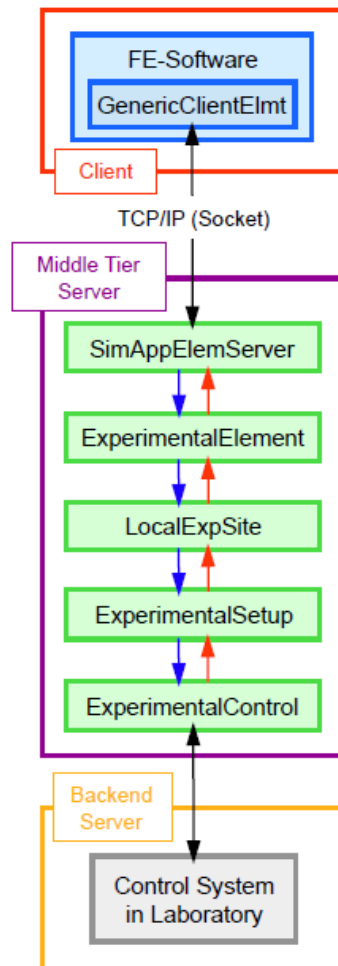 FE-Software
GenericClientElmt
Client
TCP/IP (Socket)
Middle Tier
Server
SimAppElemServer
ExperimentalElement
LocalExpSite
ExperimentalSetup
ExperimentalControl
Backend
Server
Control System
in Laboratory